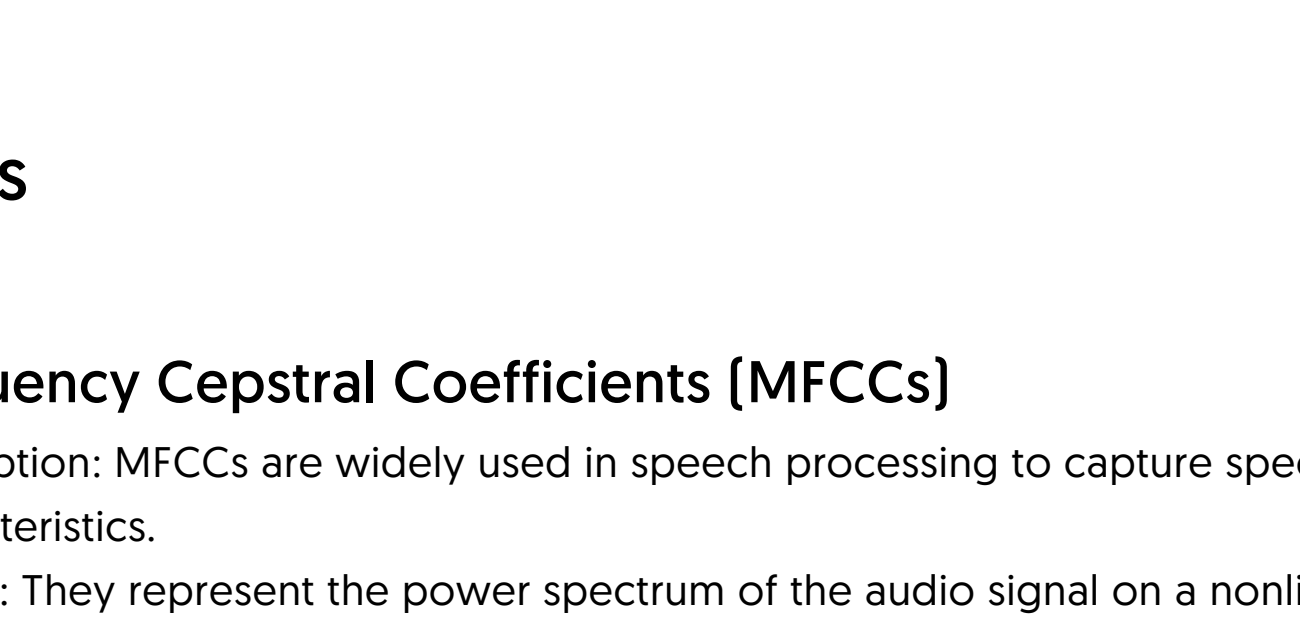 s
uency Cepstral Coefficients (MFCCs)
otion: MFCCs are widely used in speech processing to capture spec
teristics.
: They represent the power spectrum of the audio signal on a nonli